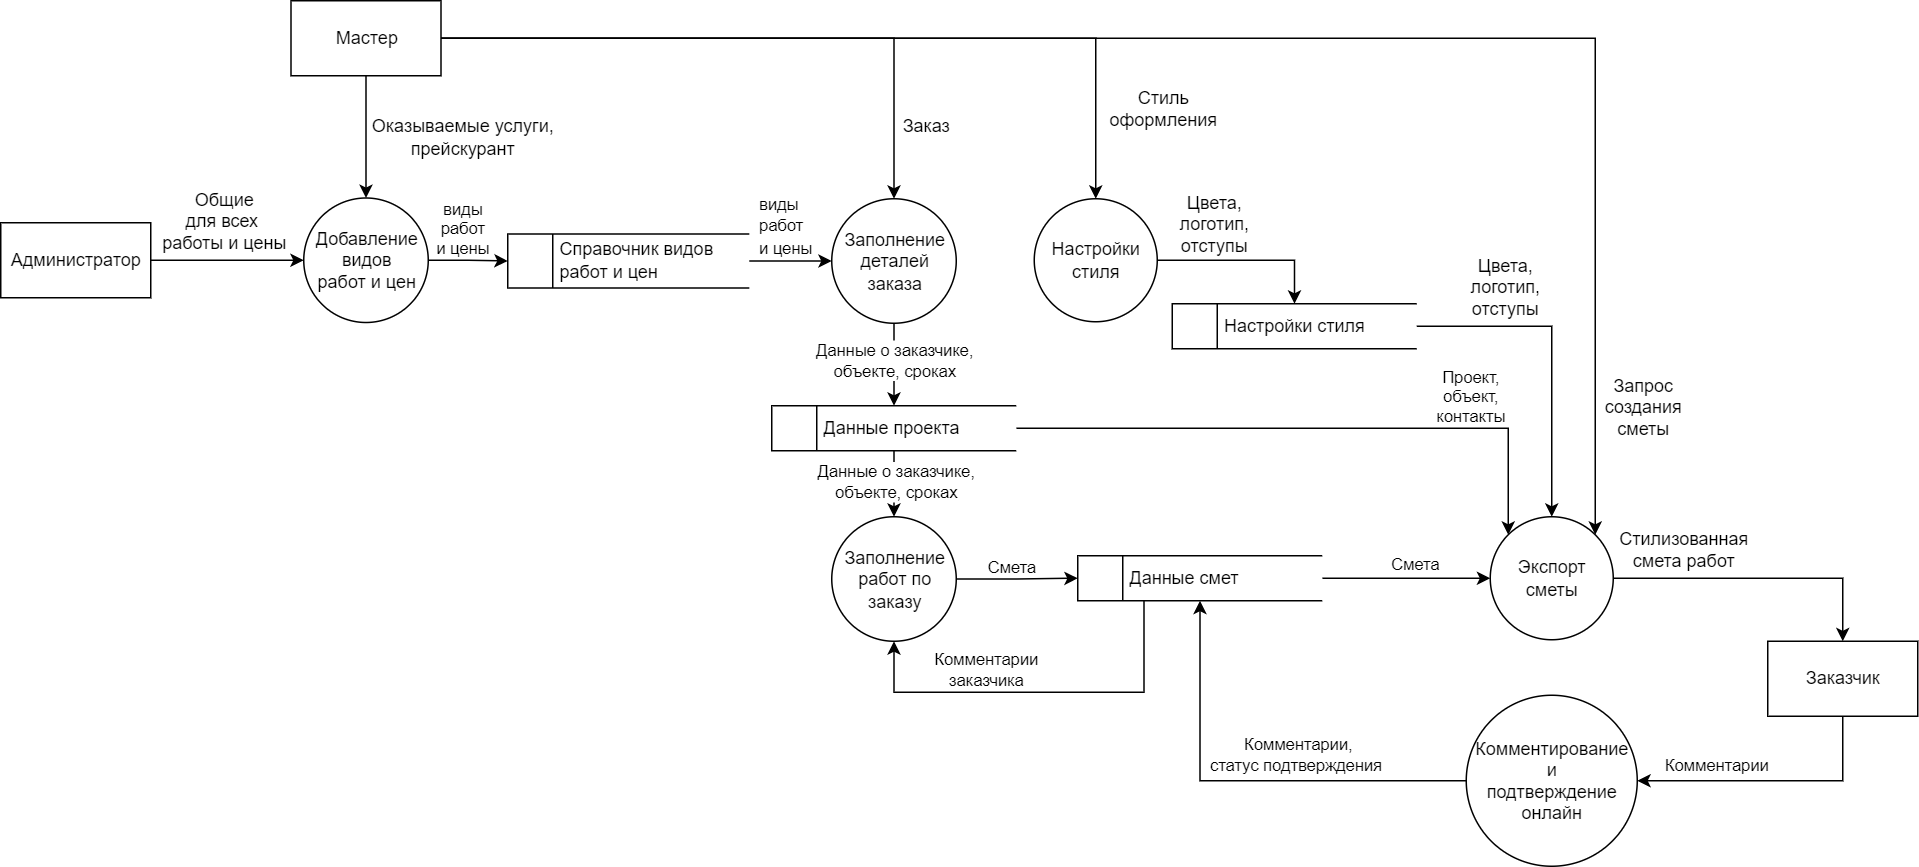 Мастер
Оказываемые услуги,
прейскурант
Заказ
Стиль
оформления
Администратор
Общие
для всех
работы и цены
Добавление
видов
работ и цен
виды
работ
и цены
Справочник видов
работ и цен
виды
работ
и цены
Заполнение
деталей
заказа
Настройки
стиля
Цвета,
логотип,
отступы
Настройки стиля
Цвета,
логотип,
отступы
Данные о заказчике,
объекте, сроках
Данные проекта
Проект,
объект,
контакты
Запрос
создания
сметы
Данные о заказчике,
объекте, сроках
Заполнение
работ по
заказу
Смета
Данные смет
Смета
Экспорт
сметы
Стилизованная
смета работ
Комментарии
заказчика
Заказчик
Комментарии,
статус подтверждения
Комментирование
и
подтверждение
онлайн
Комментарии